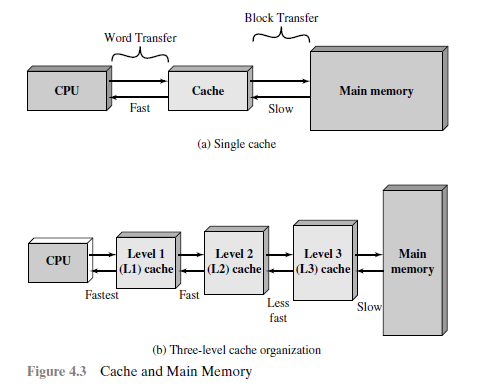 Block Transfer
Word Transfer
CPU
Cache
Main memory
Fast
Slow
(a) Single cache
CPU
Level 1
(L1) cache
Level 2
(L2) cache
Level 3
(L3) cache
Main
memory
Fastest
Fast
Less
fast
Slow
(b) Three-level cache organization
Figure 4.3 Cache and Main Memory